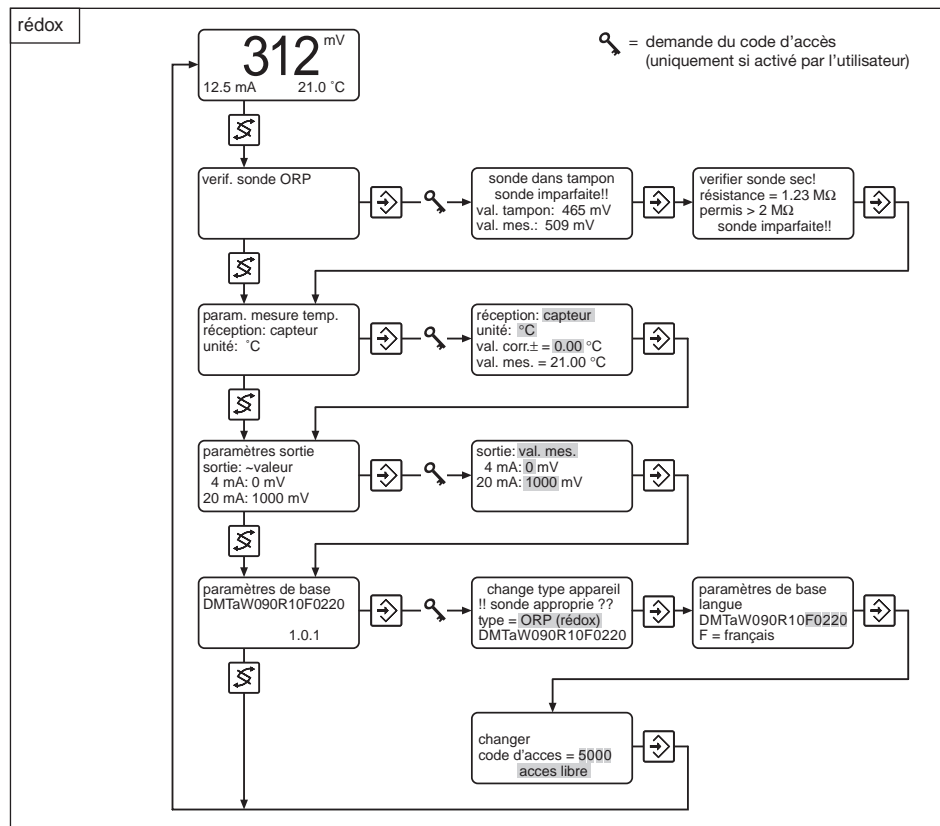 rédox
312 mV
12.5 mA 21.0 °C
= demande du code d'accès
(uniquement si activé par l'utilisateur)
verif. sonde ORP
sonde dans tampon
sonde imparfaite!!
val. tampon: 465 mV
val. mes.: 509 mV
verifier sonde sec!
résistance = 1.23 MΩ
permis > 2 MΩ
sonde imparfaite!!
param. mesure temp.
réception: capteur
unité: °C
réception: capteur
unité: °C
val. corr.± = 0.00 °C
val. mes. = 21.00 °C
paramètres sortie
sortie: ~valeur
4 mA: 0 mV
20 mA: 1000 mV
sortie: val. mes.
4 mA: 0 mV
20 mA: 1000 mV
paramètres de base
DMTaW090R10F0220
1.0.1
change type appareil
!! sonde approprie ??
type = ORP (rédox)
DMTaW090R10F0220
paramètres de base
langue
DMTaW090R10F0220
F = français
changer
code d'acces = 5000
acces libre